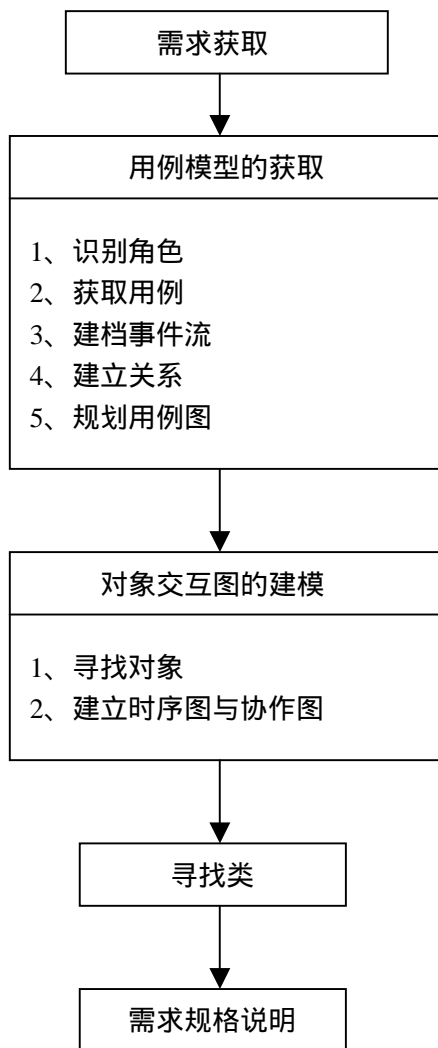 需求获取
用例模型的获取
1、识别角色
2、获取用例
3、建档事件流
4、建立关系
5、规划用例图
对象交互图的建模
1、寻找对象
2、建立时序图与协作图
寻找类
需求规格说明